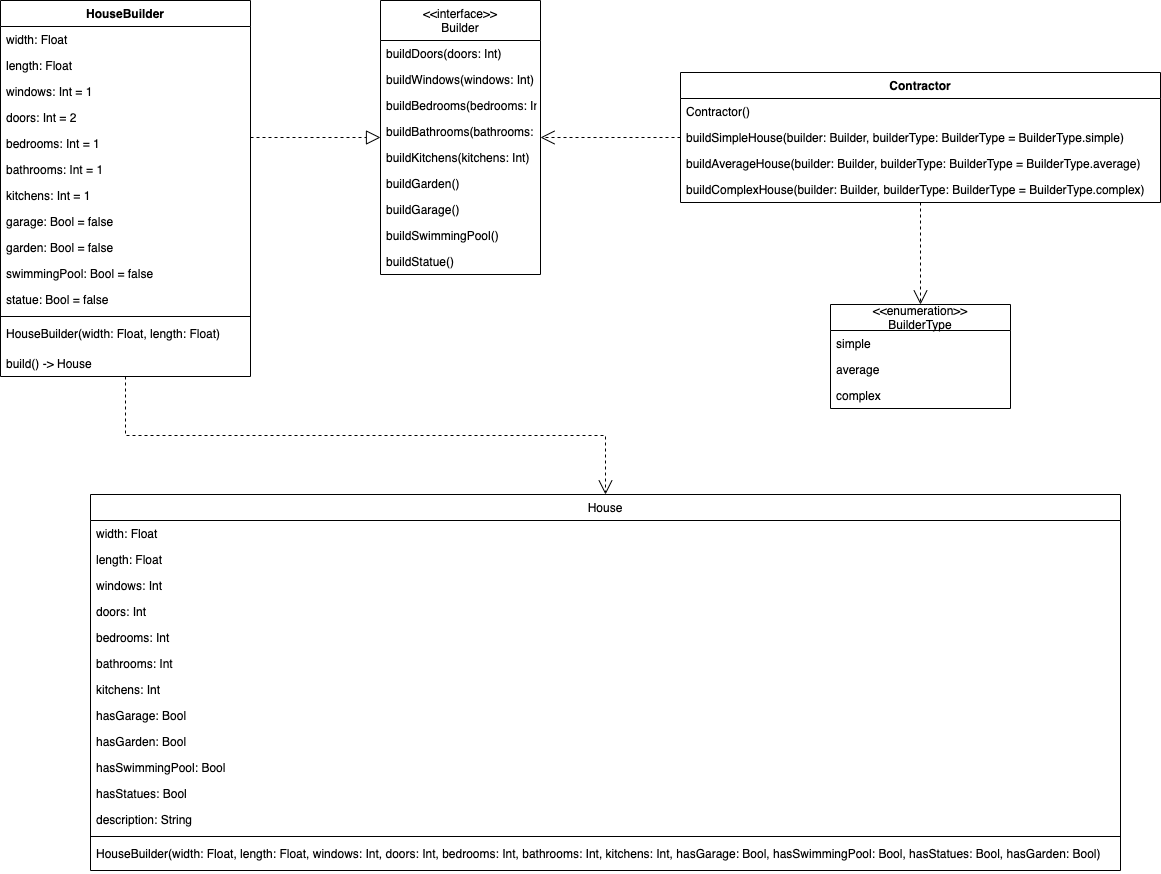 HouseBuilder
width: Float
length: Float
windows: Int = 1
doors: Int = 2
bedrooms: Int = 1
bathrooms: Int = 1
kitchens: Int = 1
garage: Bool = false
garden: Bool = false
swimmingPool: Bool = false
statue: Bool = false
HouseBuilder(width: Float, length: Float)
build() -> House
<<interface>>
Builder
buildDoors(doors: Int)
buildWindows(windows: Int)
buildBedrooms(bedrooms:
buildBathrooms(bathrooms:
buildKitchens(kitchens: Int)
buildGarden()
buildGarage()
buildSwimmingPool()
buildStatue()
Contractor
Contractor()
buildSimpleHouse(builder: Builder, builderType: BuilderType = BuilderType.simple)
buildAverageHouse(builder: Builder, builderType: BuilderType = BuilderType.average)
buildComplexHouse(builder: Builder, builderType: BuilderType = BuilderType.complex)
<<enumeration>>
BuilderType
simple
average
complex
House
width: Float
length: Float
windows: Int
doors: Int
bedrooms: Int
bathrooms: Int
kitchens: Int
hasGarage: Bool
hasGarden: Bool
hasSwimmingPool: Bool
hasStatues: Bool
description: String
HouseBuilder(width: Float, length: Float, windows: Int, doors: Int, bedrooms: Int, bathrooms: Int, kitchens: Int, hasGarage: Bool, hasSwimmingPool: Bool, hasStatues: Bool, hasGarden: Bool)